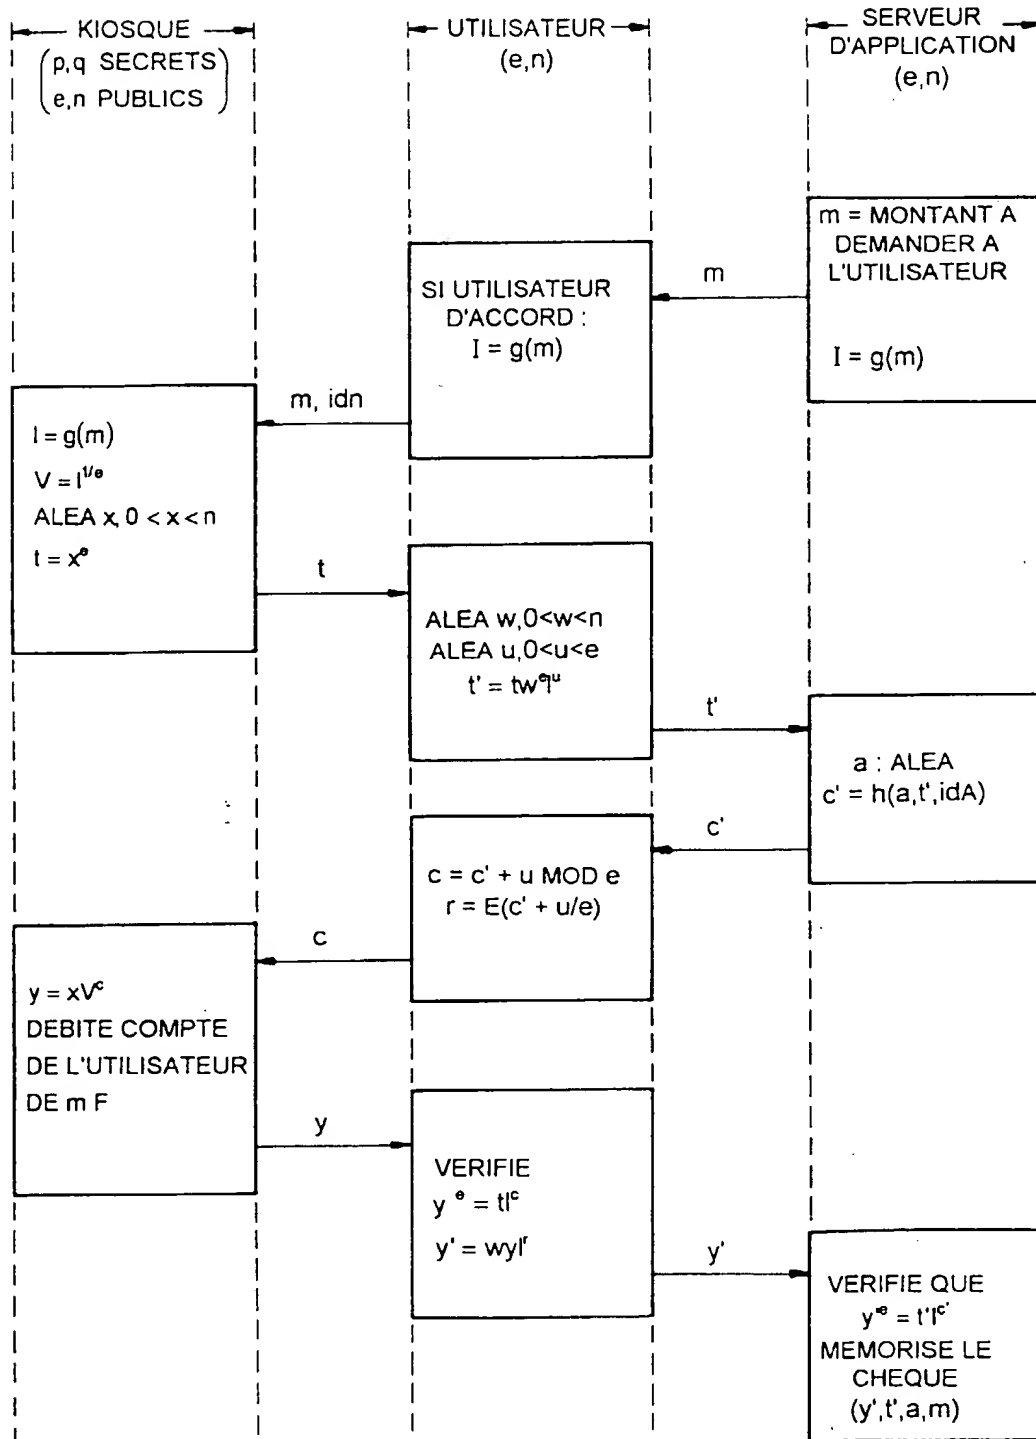 KIOSQUE
(p,q SECRETS
e,n PUBLICS)
UTILISATEUR
(e,n)
SERVEUR
D'APPLICATION
(e,n)
m = MONTANT A
DEMANDER A
L'UTILISATEUR
I = g(m)
m
SI UTILISATEUR
D'ACCORD :
I = g(m)
m, idn
I = g(m)
V = I^1/e
ALEA x, 0 < x < n
t = x^e
t
ALEA w,0<w<n
ALEA u,0<u<e
t' = tw^eI^u
t'
a : ALEA
c' = h(a,t',idA)
c'
c = c' + u MOD e
r = E(c' + u/e)
c
y = xV^c
DEBITE COMPTE
DE L'UTILISATEUR
DE m F
y
VERIFIE
y^e = tI^c
y' = wyI^r
y'
VERIFIE QUE
y'^e = t'I^c'
MEMORISE LE
CHEQUE
(y',t',a,m)